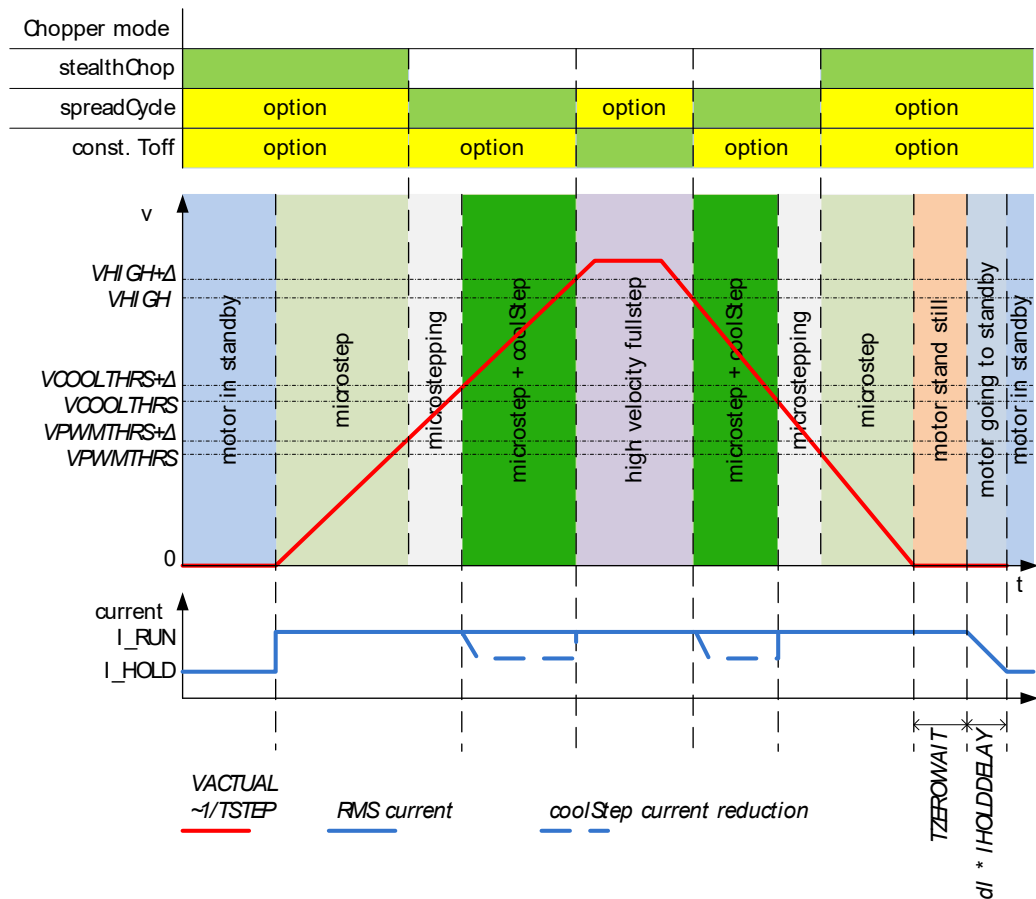 Chopper mode
stealthChop
spreadCycle
option
option
option
const. Toff
option
option
option
option
v
VHIGH+Δ
VHIGH
VCOOLTHRS+Δ
VCOOLTHRS
VPWMTHRS+Δ
VPWMTHRS
0
motor in standby
microstep
microstepping
microstep + coolStep
high velocity fullstep
microstep + coolStep
microstepping
microstep
motor stand still
motor going to standby
motor in standby
t
current
I_RUN
I_HOLD
TZEROWAIT
dI * IHOLDDELAY
VACTUAL
~1/TSTEP
RMS current
coolStep current reduction